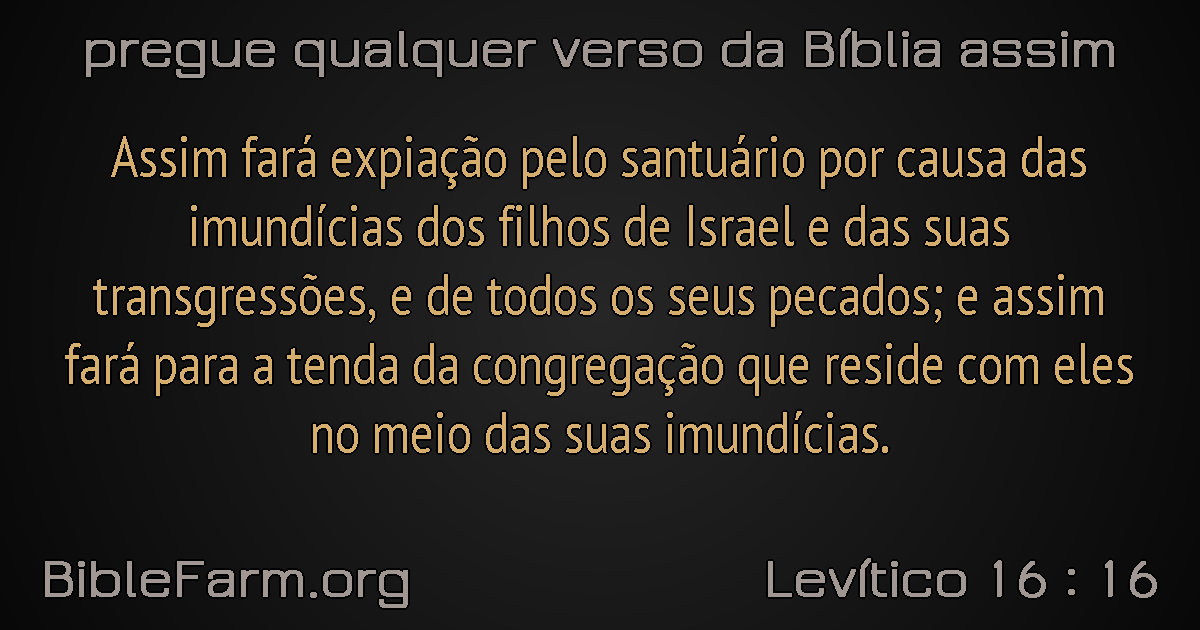 pregue qualquer verso da Bíblia assim
Assim fará expiação pelo santuário por causa das
imundícias dos filhos de Israel e das suas
transgressões, e de todos os seus pecados; e assim
fará para a tenda da congregação que reside com eles
no meio das suas imundícias.
BibleFarm.org
Levítico 16 : 16